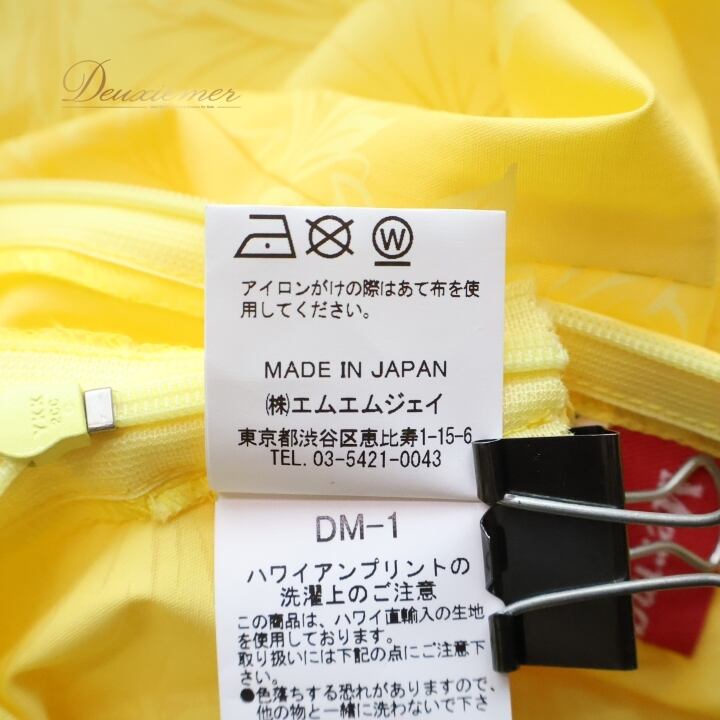 Deuxiemer
W
アイロンがけの際はあて布を使
用してください。
MADE IN JAPAN
㈱エムエムジェイ
東京都渋谷区恵比寿1-15-6
TEL. 03-5421-0043
YKK
DM-1
ハワイアンプリントの
洗濯上のご注意
この商品は、ハワイ直輸入の生地
を使用しております。
取り扱いには下記の点にご注意下
さい。
●色落ちする恐れがありますので、
他の物と一緒に洗わないで下さ